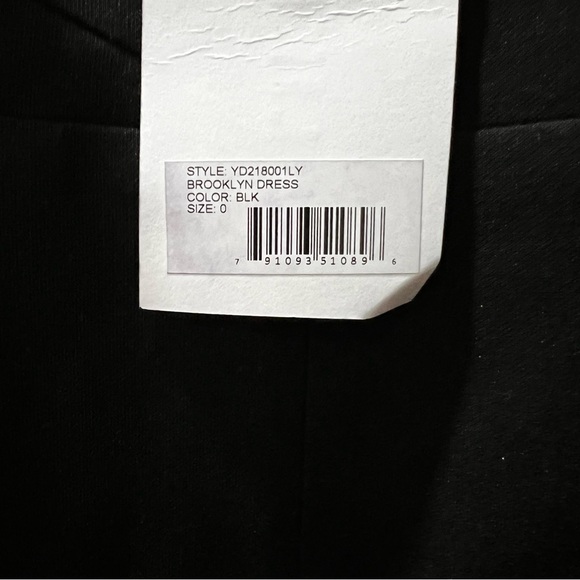 STYLE: YD218001LY
BROOKLYN DRESS
COLOR: BLK
SIZE: 0
7 91093 51089 6